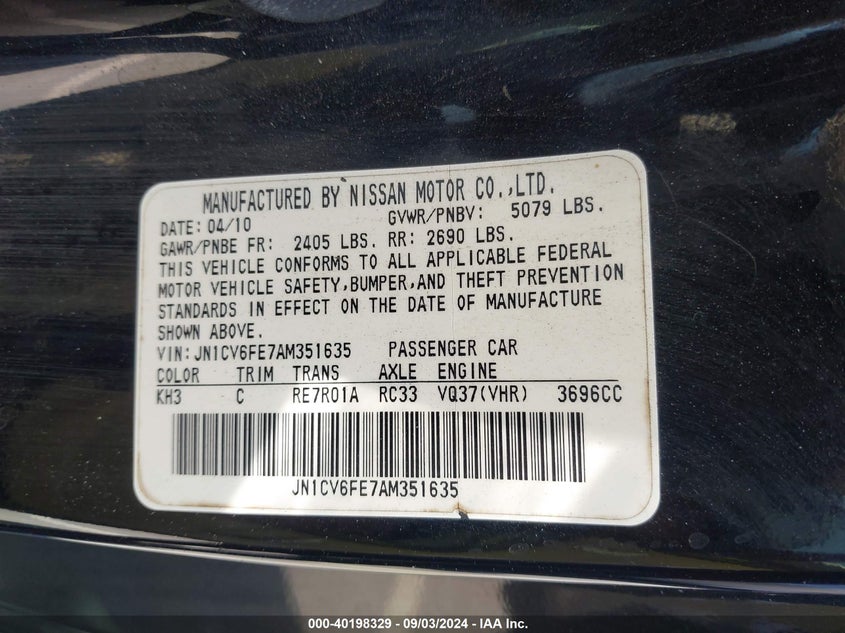 MANUFACTURED BY NISSAN MOTOR CO.,LTD.
DATE: 04/10 GVWR/PNBV: 5079 LBS.
GAWR/PNBE FR: 2405 LBS. RR: 2690 LBS.
THIS VEHICLE CONFORMS TO ALL APPLICABLE FEDERAL
MOTOR VEHICLE SAFETY,BUMPER,AND THEFT PREVENTION
STANDARDS IN EFFECT ON THE DATE OF MANUFACTURE
SHOWN ABOVE.
VIN: JN1CV6FE7AM351635 PASSENGER CAR
COLOR TRIM TRANS AXLE ENGINE
KH3 C RE7R01A RC33 VQ37(VHR) 3696CC
JN1CV6FE7AM351635
000-40198329 - 09/03/2024 - IAA Inc.